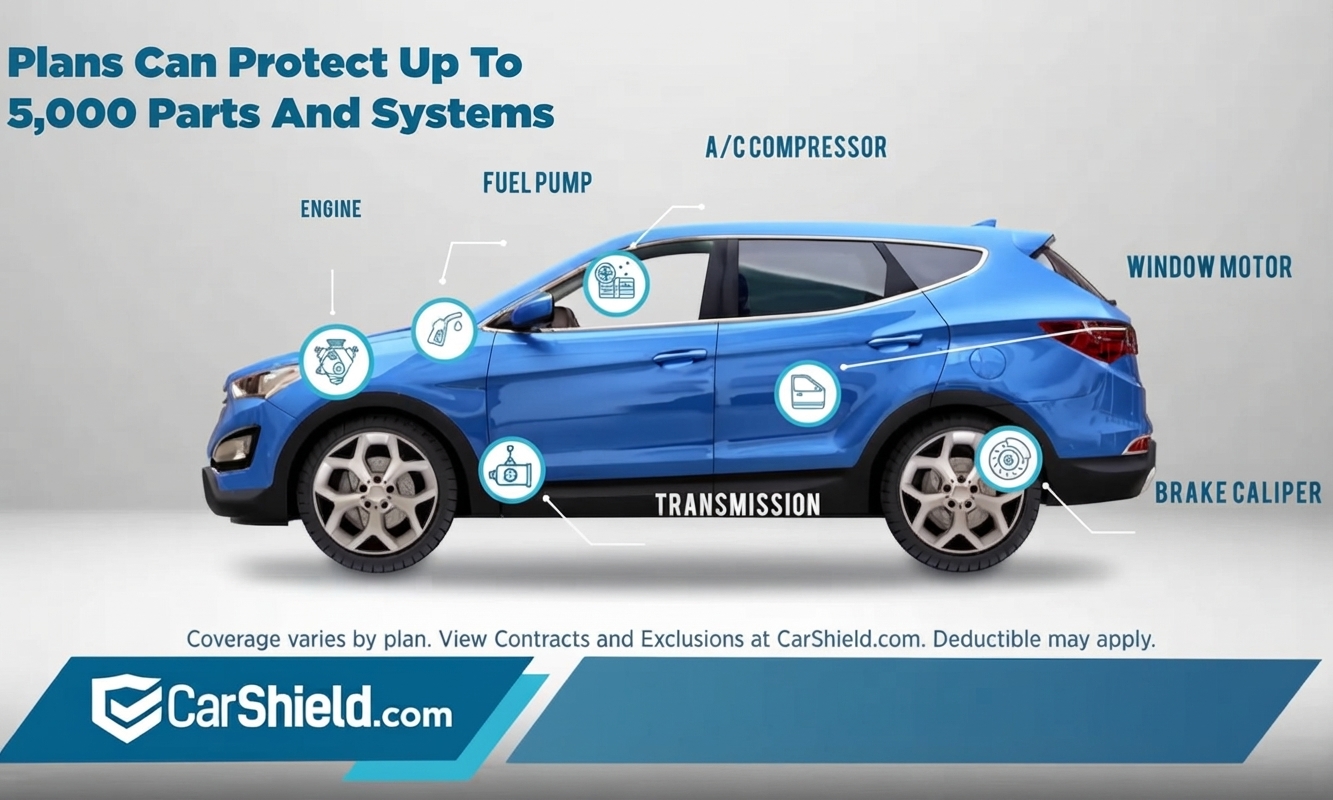 Plans Can Protect Up To
5,000 Parts And Systems
A/C COMPRESSOR
FUEL PUMP
ENGINE
WINDOW MOTOR
BRAKE CALIPER
TRANSMISSION
Coverage varies by plan. View Contracts and Exclusions at CarShield.com. Deductible may apply.
CarShield.com